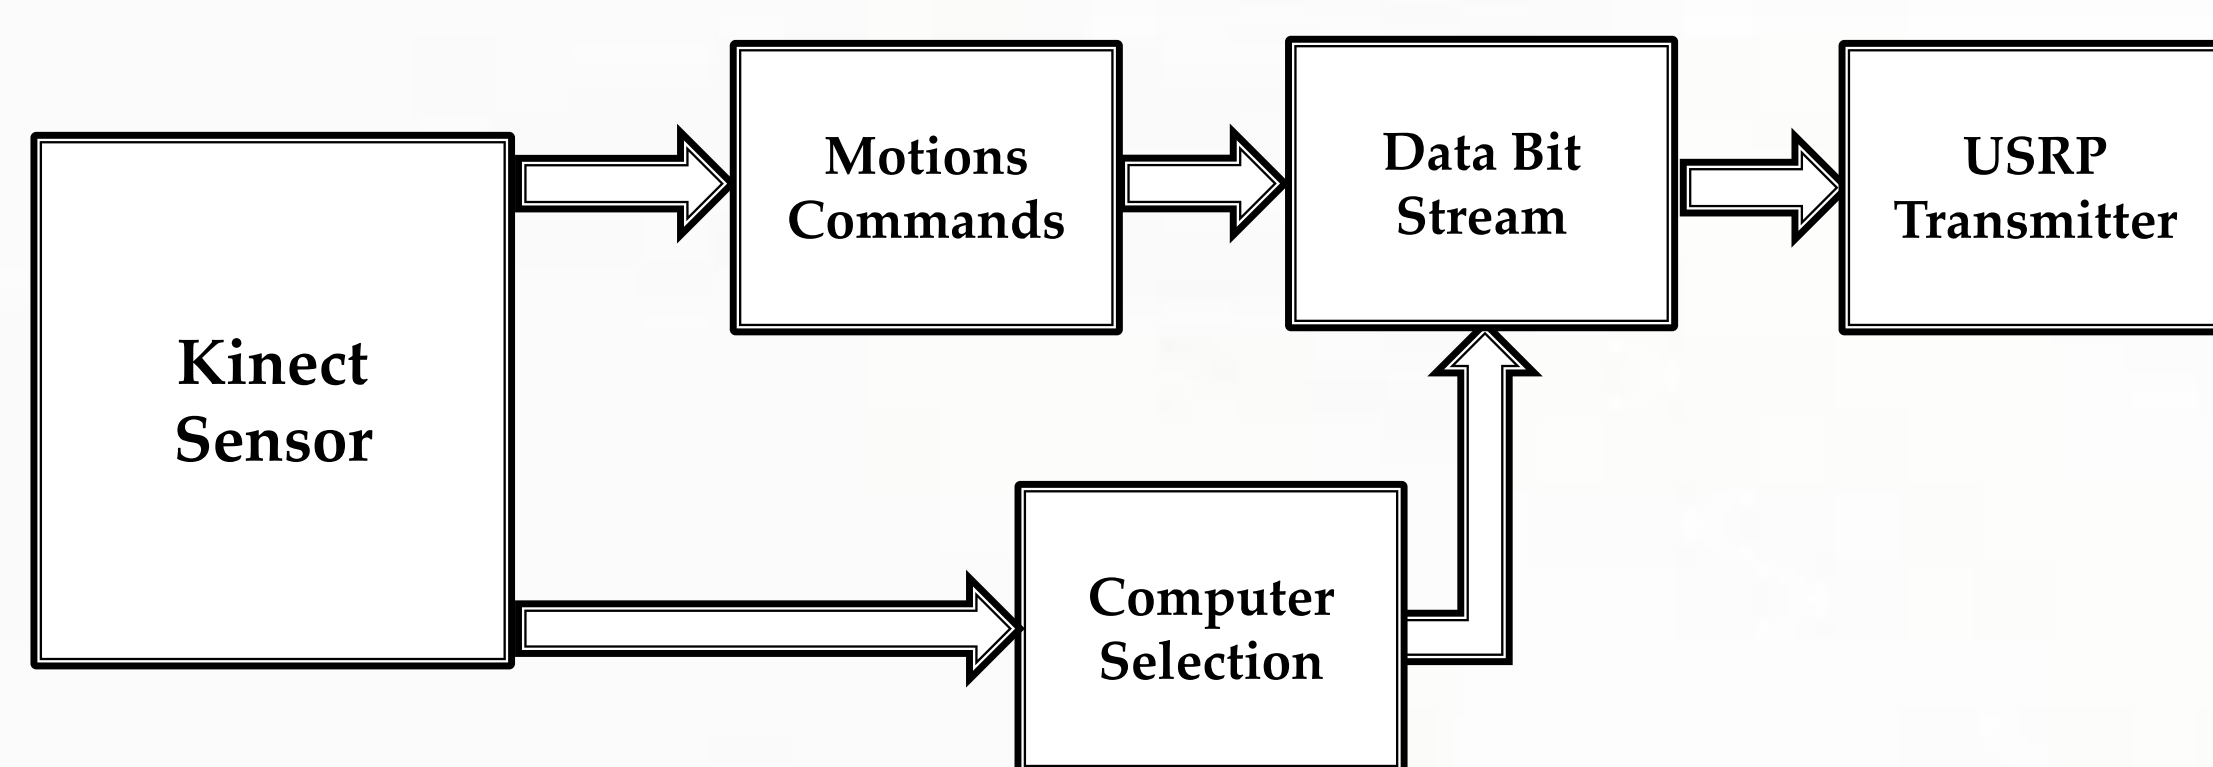 Kinect
Sensor
Motions
Commands
Data Bit
Stream
USRP
Transmitter
Computer
Selection